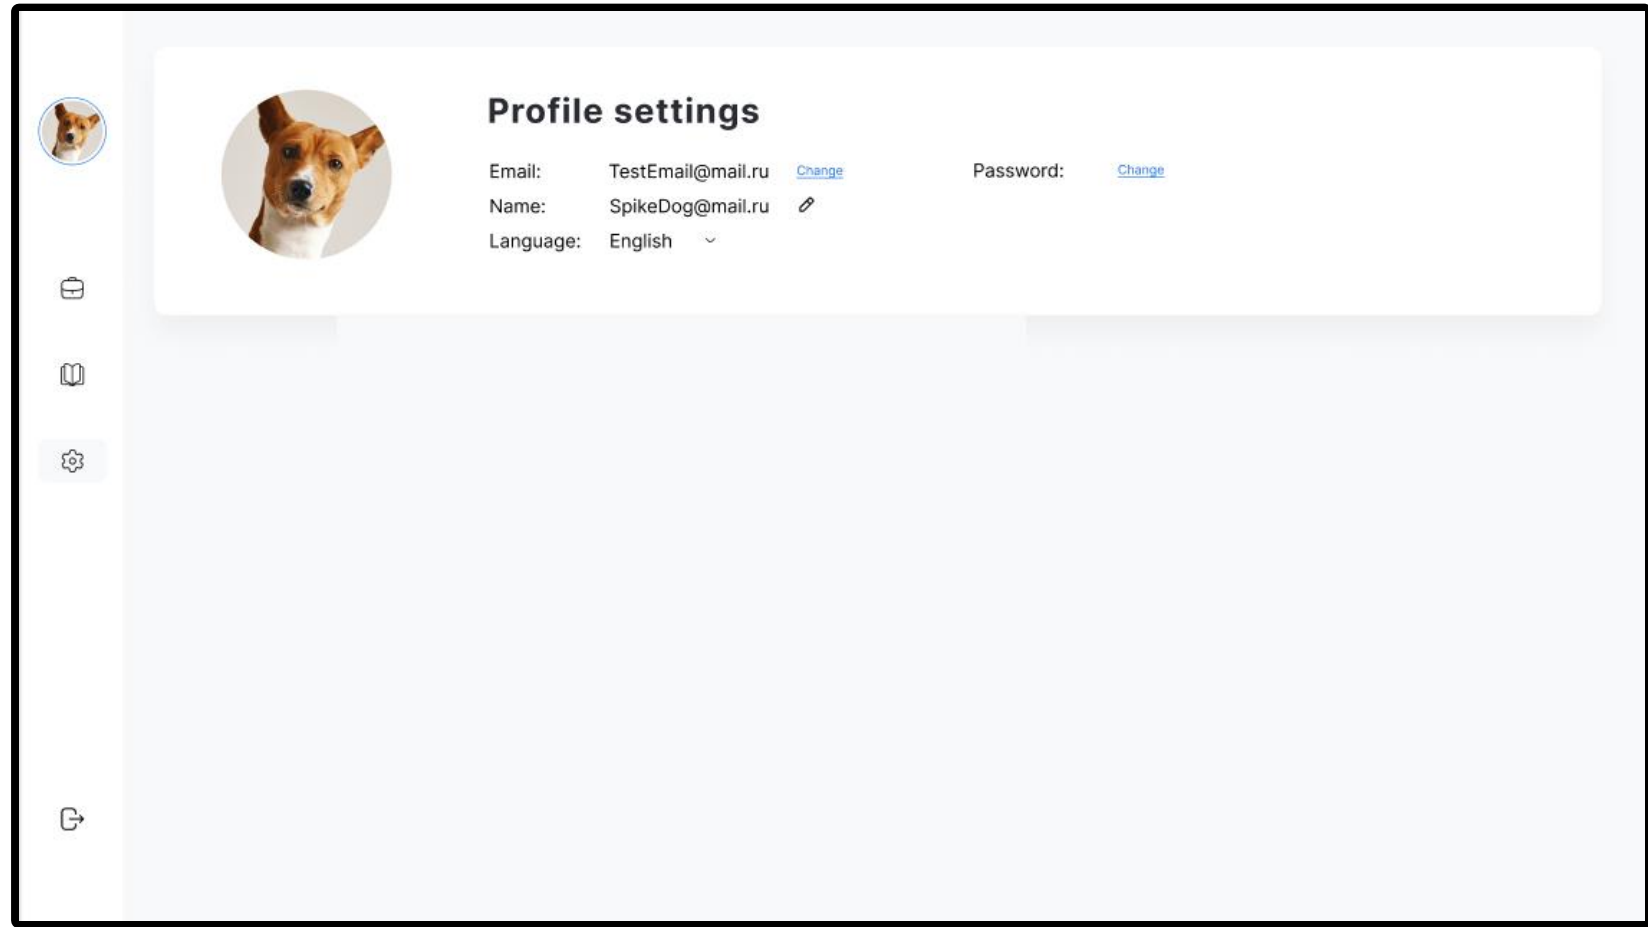 Profile settings
Email: TestEmail@mail.ru Change Password: Change
Name: SpikeDog@mail.ru
Language: English